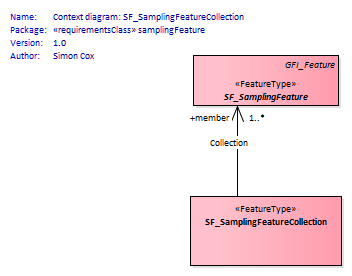 Name: Context diagram: SF_SamplingFeatureCollection
Package: «requirementsClass» samplingFeature
Version: 1.0
Author: Simon Cox
GFI_Feature
«FeatureType»
SF_SamplingFeature
+member 1..*
Collection
«FeatureType»
SF_SamplingFeatureCollection